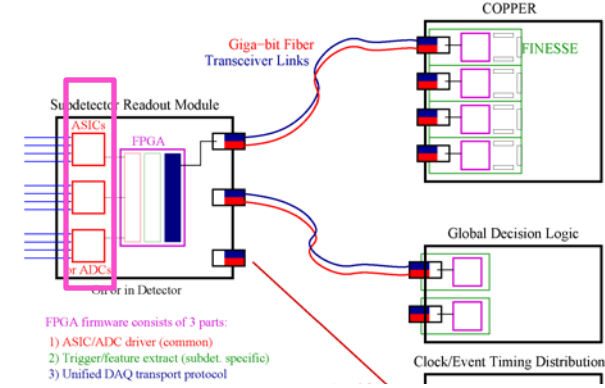 COPPER
Giga-bit Fiber
Transceiver Links
FINESSE
Subdetector Readout Module
ASICs
FPGA
or ADCs
On or in Detector
Global Decision Logic
FPGA firmware consists of 3 parts:
1) ASIC/ADC driver (common)
2) Trigger/feature extract (subdet. specific)
3) Unified DAQ transport protocol
Clock/Event Timing Distribution